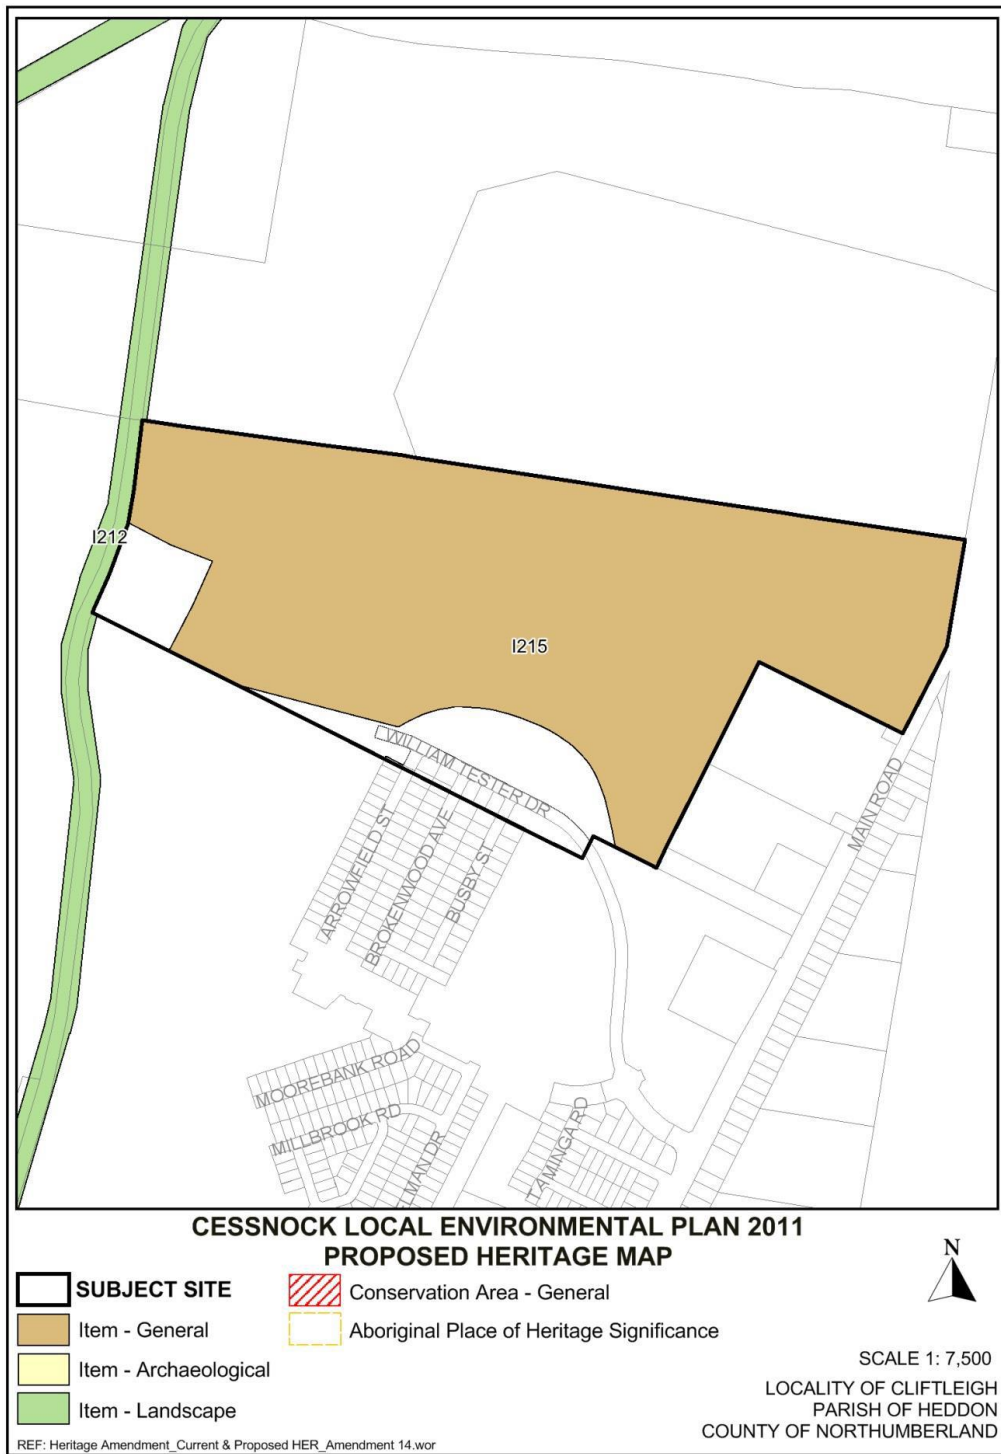 I212
I215
WILLIAM TESTER DR
ARROWFIELD ST
BROKENWOOD AVE
BUSBY ST
MAIN ROAD
MOOREBANK ROAD
MILLBROOK RD
ELMAN DR
TAMINGA RD
CESSNOCK LOCAL ENVIRONMENTAL PLAN 2011
PROPOSED HERITAGE MAP
N
SUBJECT SITE
Conservation Area - General
Item - General
Aboriginal Place of Heritage Significance
Item - Archaeological
Item - Landscape
SCALE 1: 7,500
LOCALITY OF CLIFTLEIGH
PARISH OF HEDDON
COUNTY OF NORTHUMBERLAND
REF: Heritage Amendment_Current & Proposed HER_Amendment 14.wor